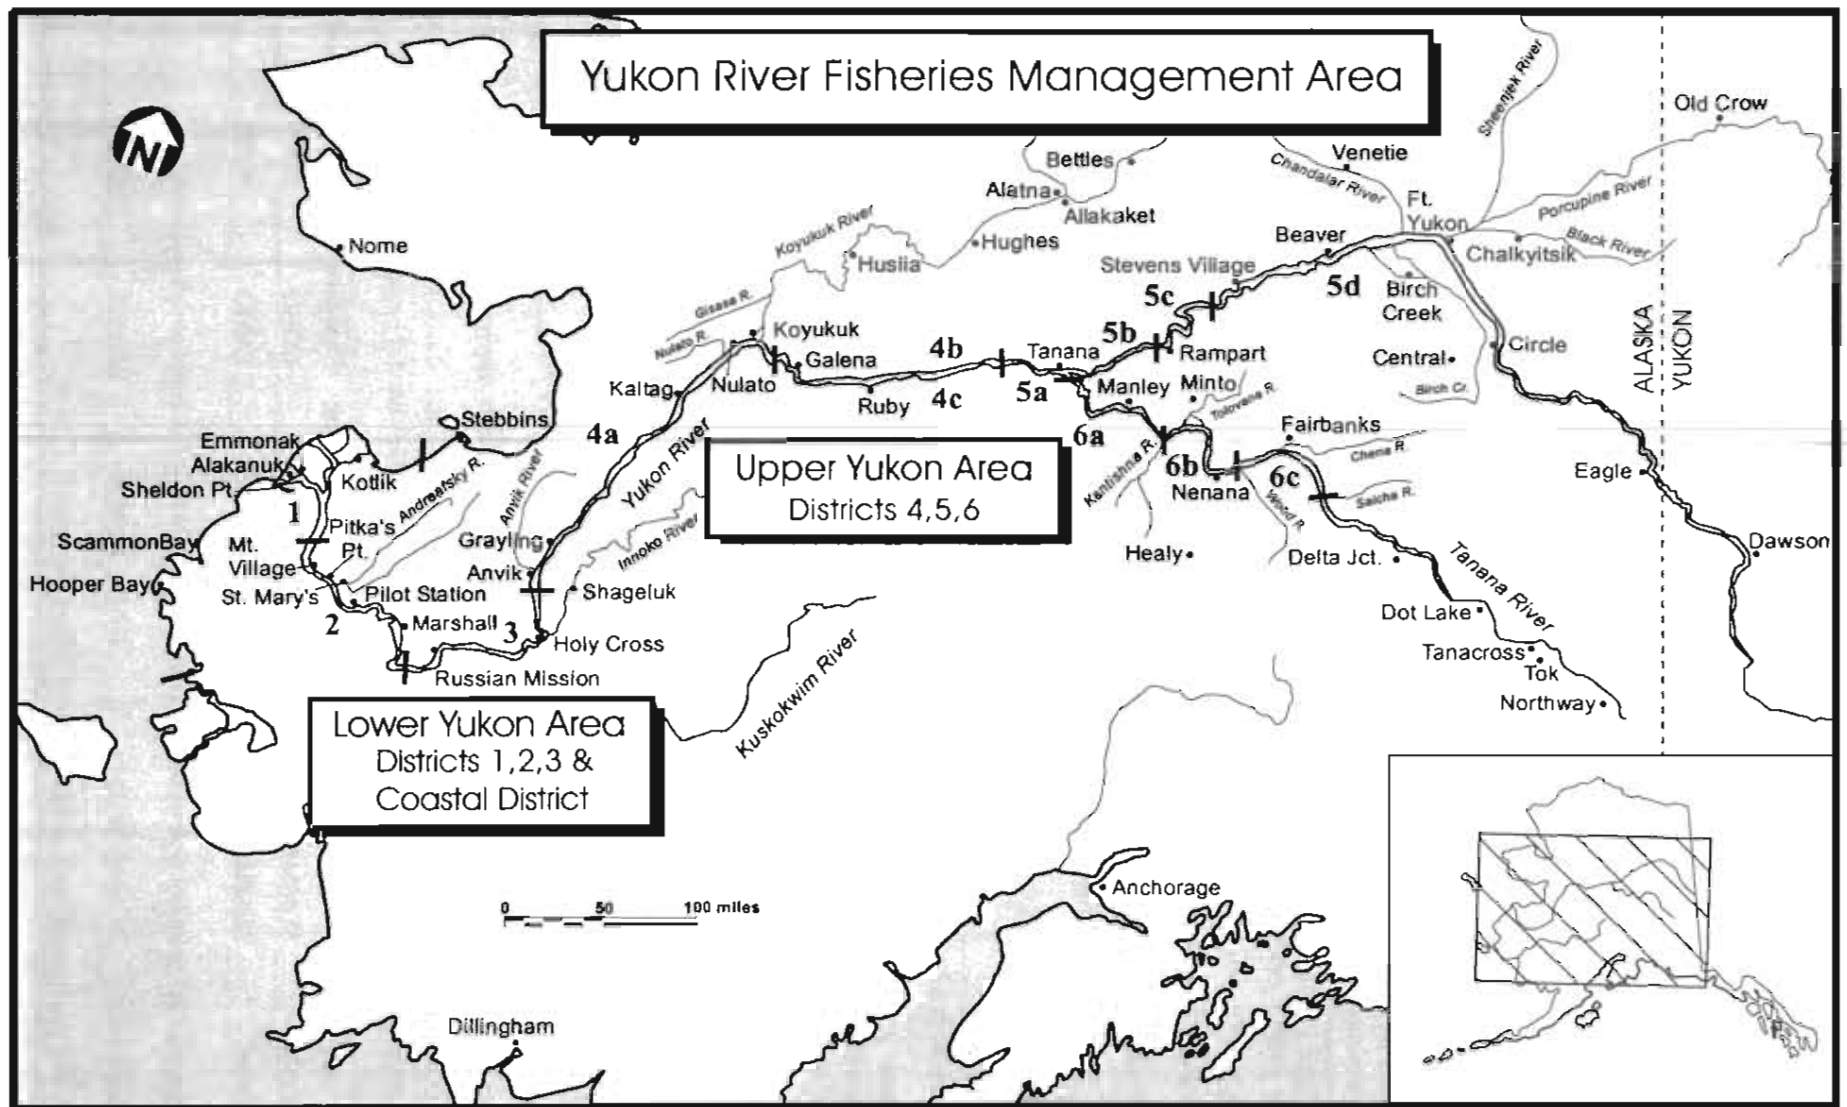 Yukon River Fisheries Management Area
N
Old Crow
Sheenjek River
Venetie
Chandalar River
Bettles
Alatna
Allakaket
Ft.
Yukon
Porcupine River
Black River
Chalkyitsik
Koyukuk River
Hughes
Huslia
Nome
Beaver
Stevens Village
5d
Birch
Creek
5c
Gisasa R.
Nulato R.
Koyukuk
Galena
4b
Tanana
5b
Rampart
Central
Circle
ALASKA
YUKON
Kaltag
Nulato
Ruby
4c
5a
Manley
Minto
Tolovana R.
Birch Cr.
Stebbins
4a
6a
Fairbanks
Chena R.
Emmonak
Alakanuk
Sheldon Pt.
Kotlik
Andreafsky R.
Anvik River
Yukon River
Upper Yukon Area
Districts 4,5,6
Kantishna R.
6b
Nenana
6c
Wood R.
Salcha R.
Eagle
1
Pitka's
Pt.
ScammonBay
Mt.
Village
Grayling
Innoko River
Healy
Delta Jct.
Tanana River
Dawson
Hooper Bay
St. Mary's
Pilot Station
Anvik
Shageluk
2
Marshall
3
Holy Cross
Dot Lake
Russian Mission
Tanacross
Tok
Northway
Kuskokwim River
Lower Yukon Area
Districts 1,2,3 &
Coastal District
0 50 100 miles
Anchorage
Dillingham